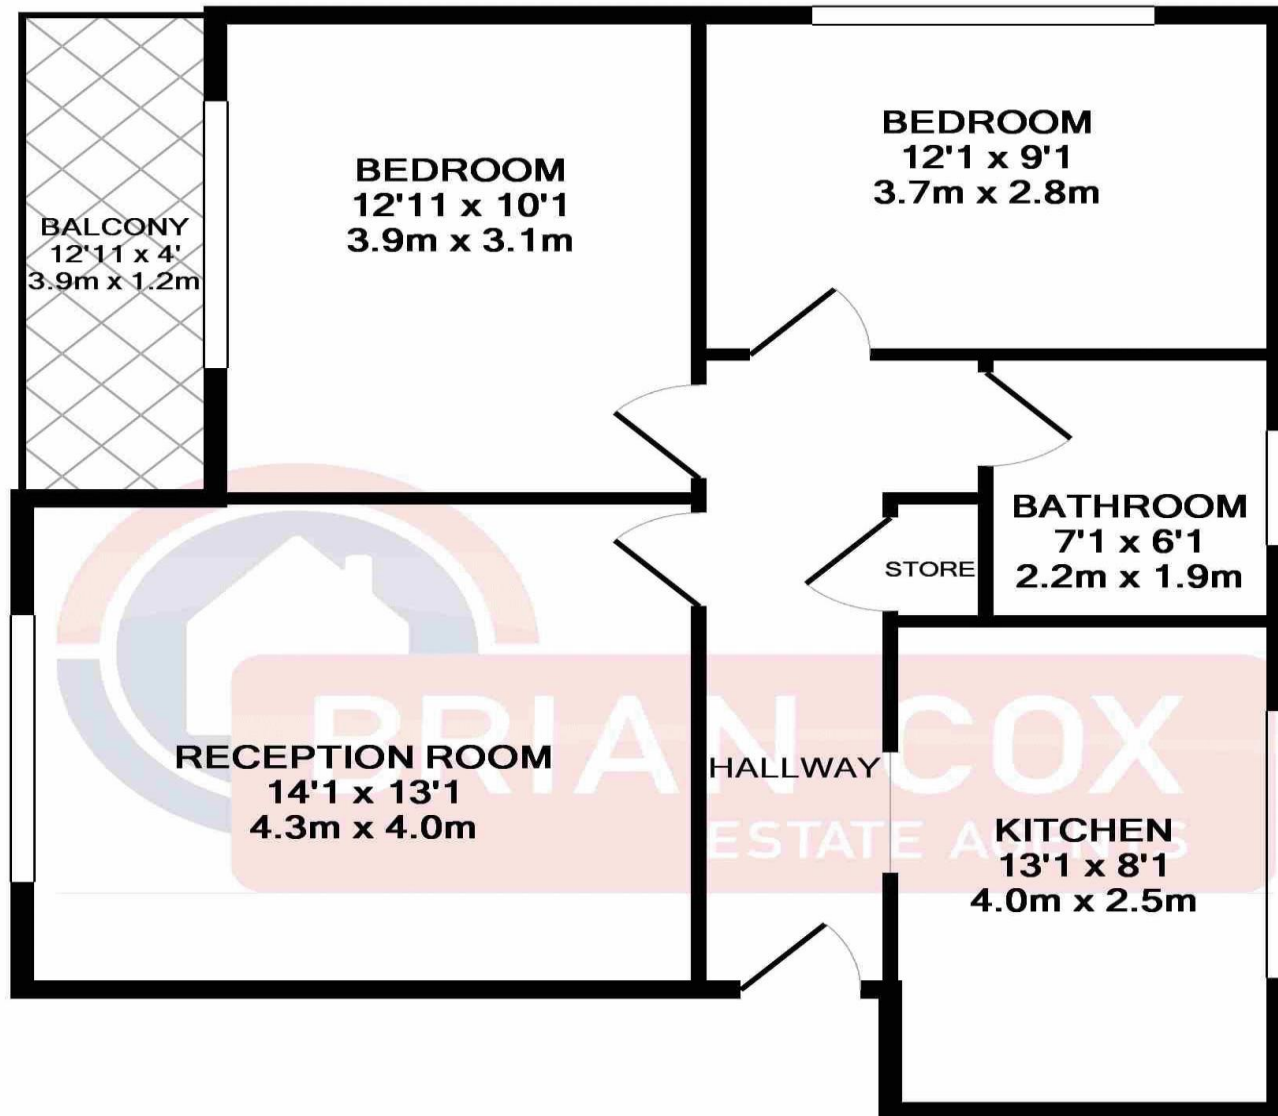 BEDROOM
12'1 x 9'1
3.7m x 2.8m
BEDROOM
12'11 x 10'1
3.9m x 3.1m
BALCONY
12'11 x 4'
3.9m x 1.2m
BATHROOM
7'1 x 6'1
2.2m x 1.9m
STORE
RECEPTION ROOM
14'1 x 13'1
4.3m x 4.0m
HALLWAY
KITCHEN
13'1 x 8'1
4.0m x 2.5m
BRIAN COX
ESTATE AGENTS